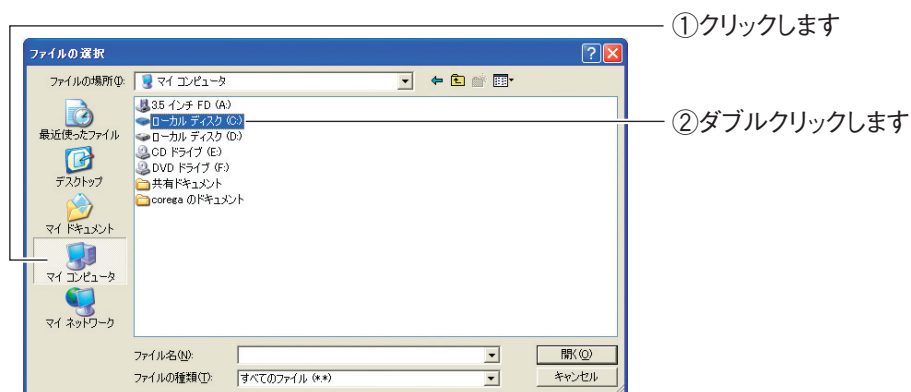 ①クリックします
ファイルの選択
ファイルの場所(I):
マイ コンピュータ
3.5 インチ FD (A:)
ローカル ディスク (C:)
②ダブルクリックします
ローカル ディスク (D:)
CD ドライブ (E:)
DVD ドライブ (F:)
共有ドキュメント
corega のドキュメント
最近使ったファイル
デスクトップ
マイ ドキュメント
マイ コンピュータ
マイ ネットワーク
ファイル名(N):
開く(O)
ファイルの種類(T):
すべてのファイル (*.*)
キャンセル